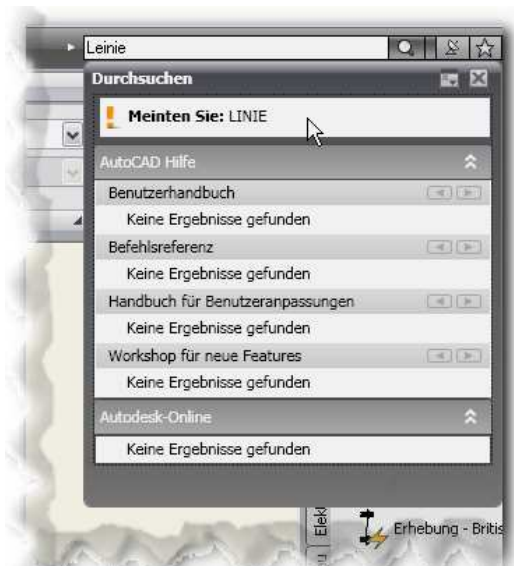 Leinie
Durchsuchen
Meinten Sie: LINIE
AutoCAD Hilfe
Benutzerhandbuch
Keine Ergebnisse gefunden
Befehlsreferenz
Keine Ergebnisse gefunden
Handbuch für Benutzeranpassungen
Keine Ergebnisse gefunden
Workshop für neue Features
Keine Ergebnisse gefunden
Autodesk-Online
Keine Ergebnisse gefunden
Erhebung - Britis